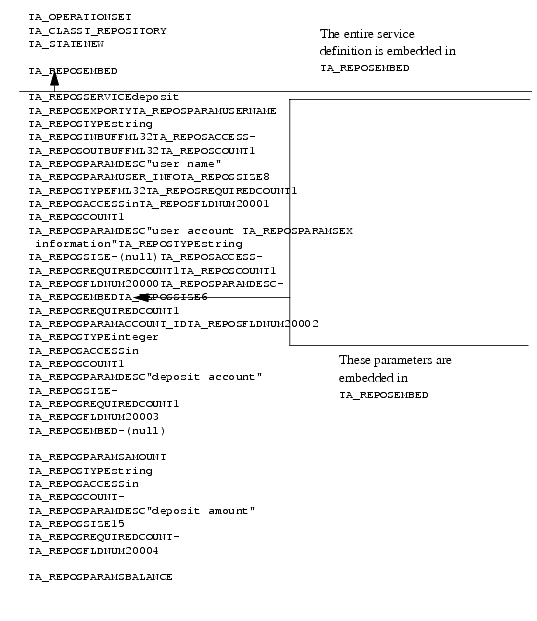 TA_OPERATIONSET
TA_CLASST_REPOSITORY
TA_STATENEW
The entire service
definition is embedded in
TA_REPOSEMBED
TA_REPOSEMBED
TA_REPOSSERVICEdeposit
TA_REPOSEXPORTYTA_REPOSPARAMUSERNAME
TA_REPOSTYPEstring
TA_REPOSINBUFFML32TA_REPOSACCESS-
TA_REPOSOUTBUFFML32TA_REPOSCOUNT1
TA_REPOSPARAMDESC"user name"
TA_REPOSPARAMUSER_INFOTA_REPOSSISE8
TA_REPOSTYPEFML32TA_REPOSREQUIREDCOUNT1
TA_REPOSACCESSinTA_REPOSFLDNUM20001
TA_REPOSCOUNT1
TA_REPOSPARAMDESC"user account TA_REPOSPARAMSEX
information"TA_REPOSTYPEstring
TA_REPOSSIZE-(null)TA_REPOSACCESS-
TA_REPOSREQUIREDCOUNT1TA_REPOSCOUNT1
TA_REPOSFLDNUM20000TA_REPOSPARAMDESC-
TA_REPOSEMBEDTA_REPOSSIZE6
TA_REPOSREQUIREDCOUNT1
TA_REPOSPARAMACCOUNT_IDTA_REPOSFLDNUM20002
TA_REPOSTYPEinteger
TA_REPOSACCESSin
TA_REPOSCOUNT1
TA_REPOSPARAMDESC"deposit account"
TA_REPOSSIZE-
TA_REPOSREQUIREDCOUNT1
TA_REPOSFLDNUM20003
TA_REPOSEMBED-(null)
These parameters are
embedded in
TA_REPOSEMBED
TA_REPOSPARAMSAMOUNT
TA_REPOSTYPEstring
TA_REPOSACCESSin
TA_REPOSCOUNT-
TA_REPOSPARAMDESC"deposit amount"
TA_REPOSSIZE15
TA_REPOSREQUIREDCOUNT-
TA_REPOSFLDNUM20004
TA_REPOSPARAMSBALANCE